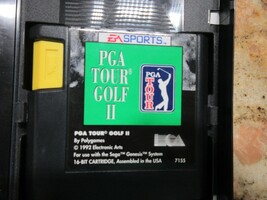 EA SPORTS
PGA
TOUR®
GOLF
II
PGA
TOUR
PGA TOUR® GOLF II
By Polygames
© 1992 Electronic Arts
For use with the Sega™ Genesis™ System
16-BIT CARTRIDGE, Assembled in the USA
7155